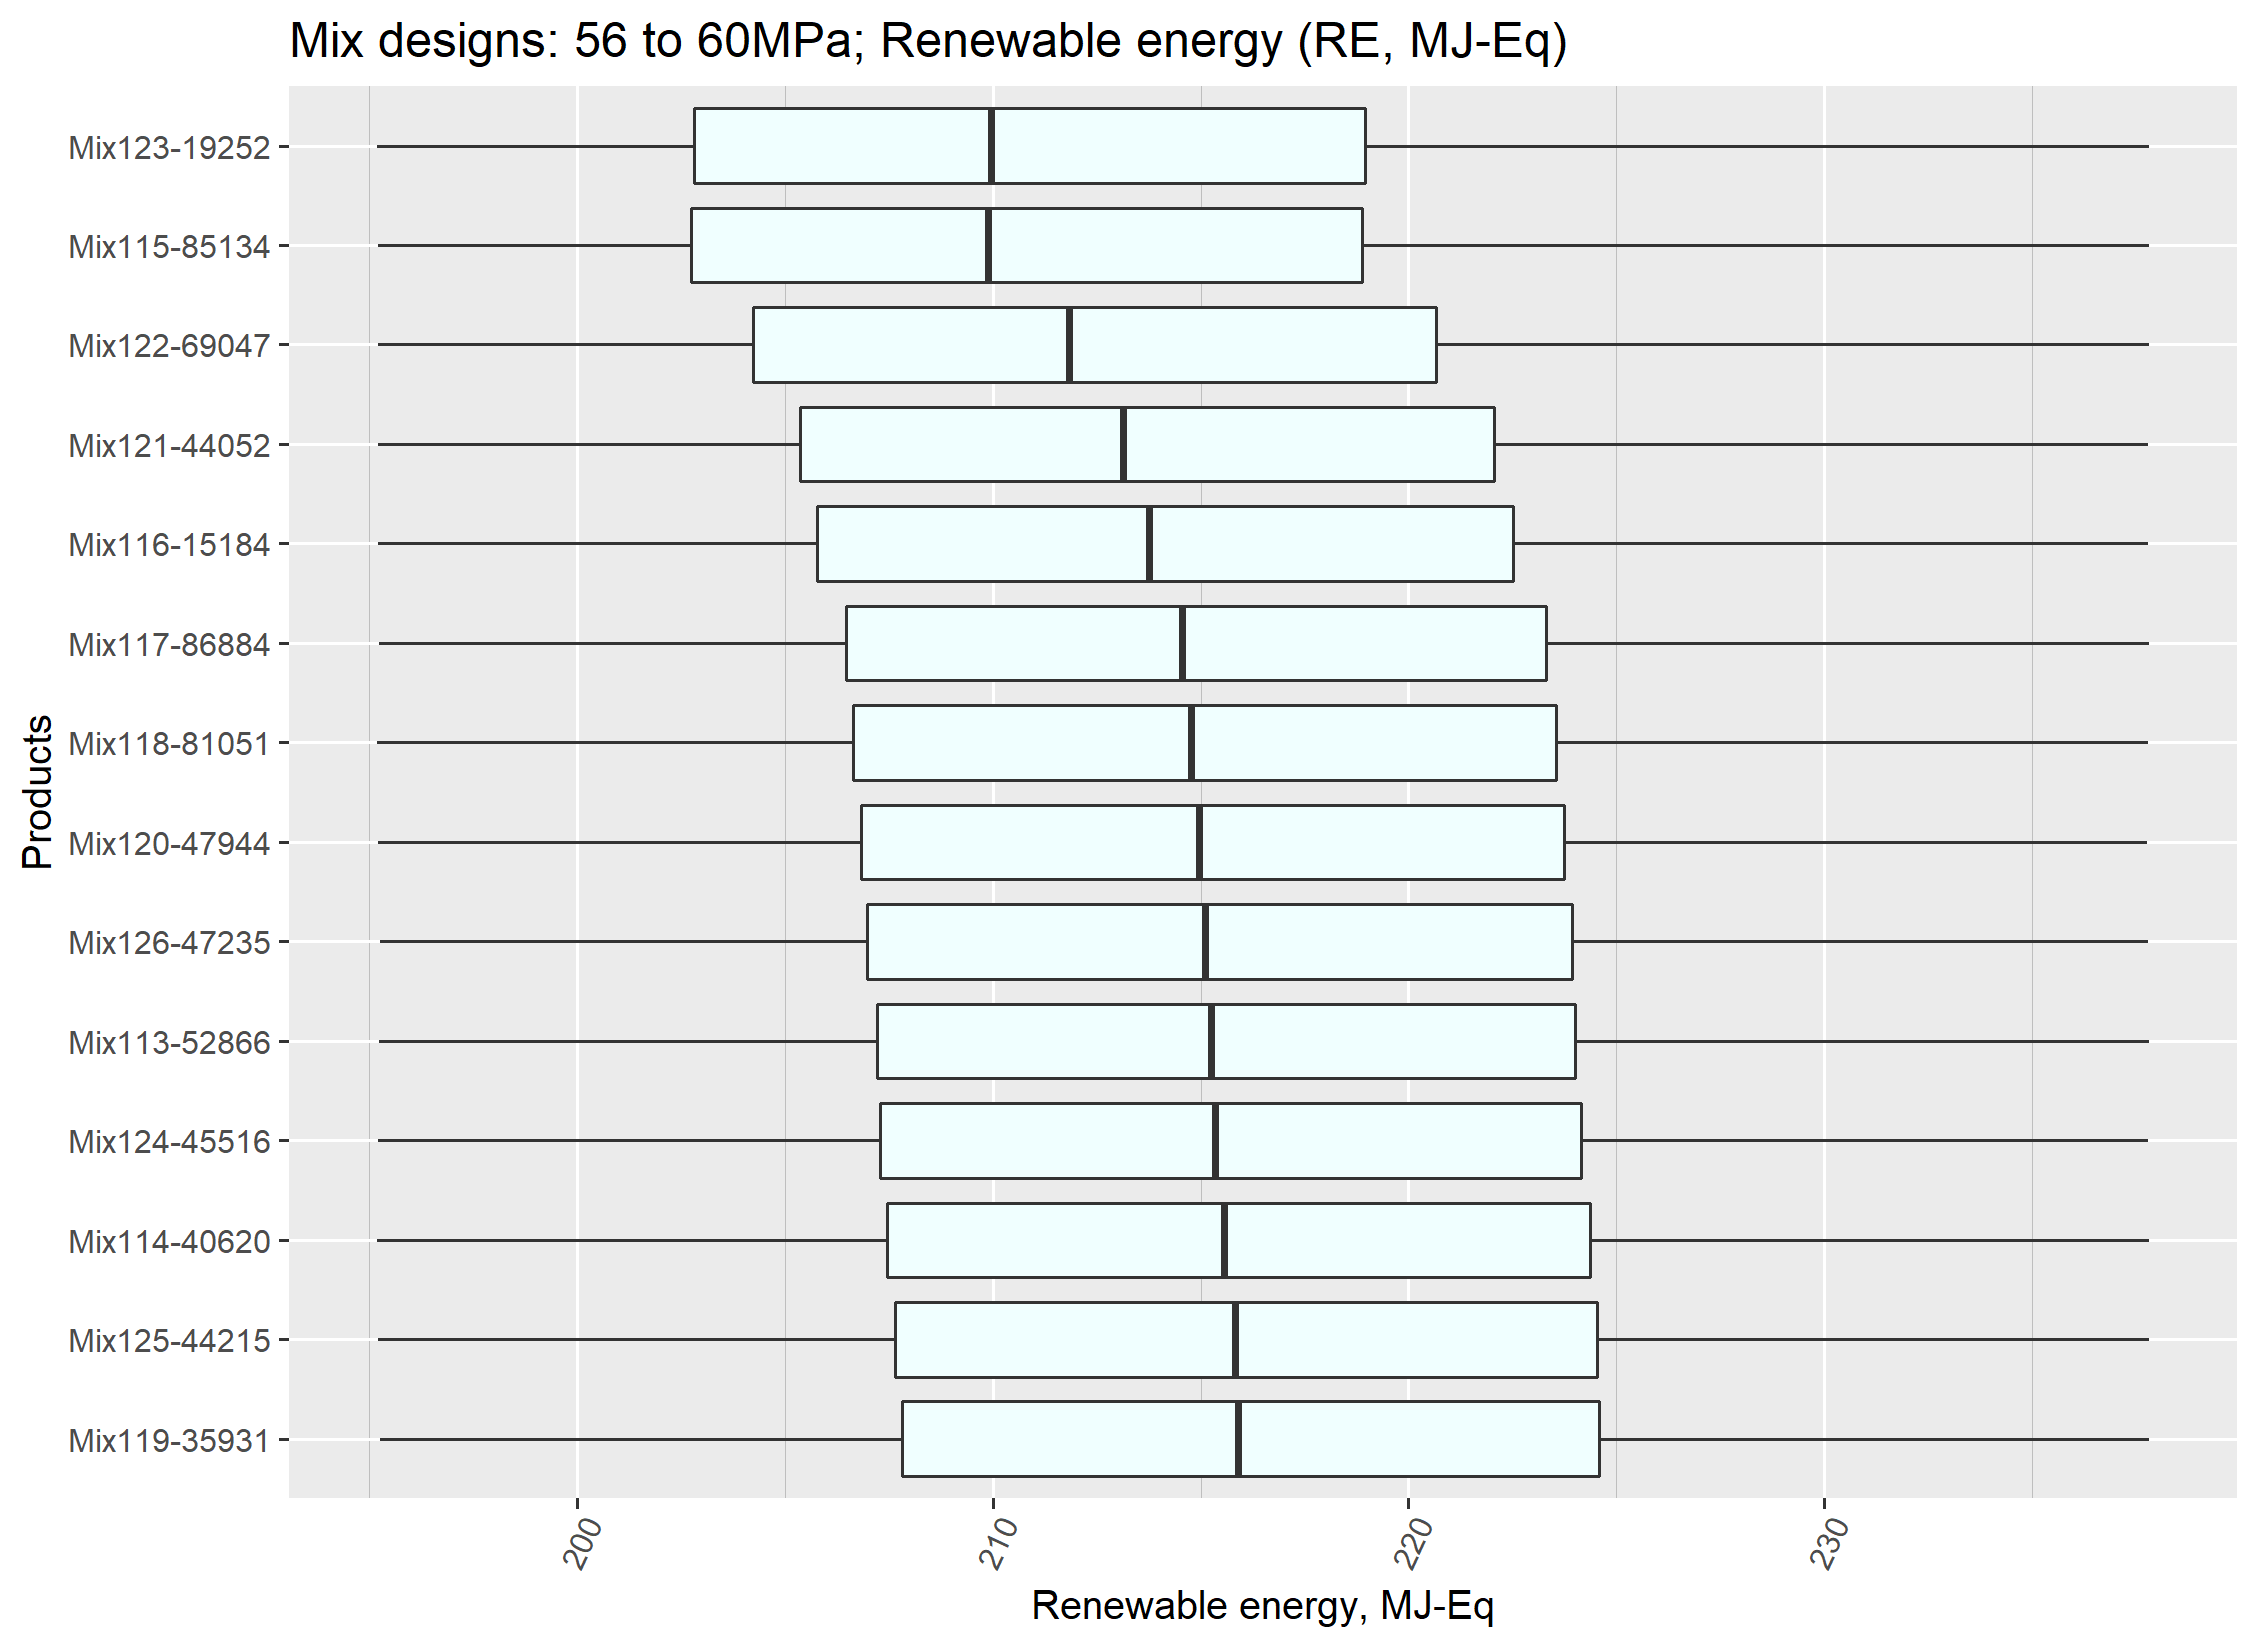 Mix designs: 56 to 60MPa; Renewable energy (RE, MJ-Eq)
Products
Mix123-19252
Mix115-85134
Mix122-69047
Mix121-44052
Mix116-15184
Mix117-86884
Mix118-81051
Mix120-47944
Mix126-47235
Mix113-52866
Mix124-45516
Mix114-40620
Mix125-44215
Mix119-35931
200 210 220 230
Renewable energy, MJ-Eq